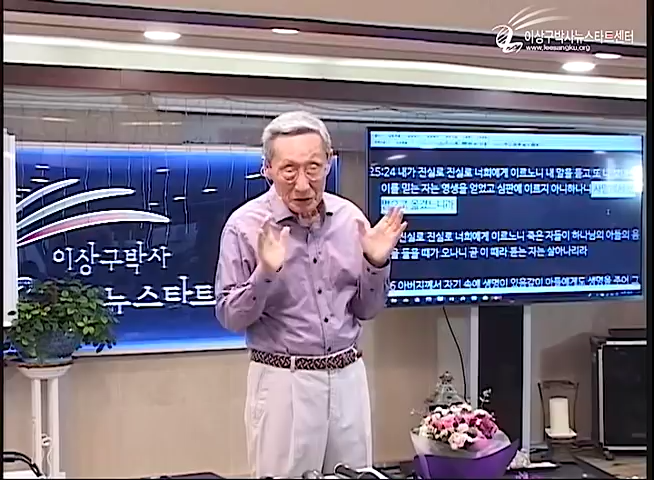 이상구박사뉴스타트센터
www.leesangku.org
이상구박사
뉴스타트
25:24 내가 진실로 진실로 너희에게 이르노니 내 말을 듣고 또 나
이를 믿는 자는 영생을 얻었고 심판에 이르지 아니하나니
옮겼느니라
진실로 진실로 너희에게 이르노니 죽은 자들이 하나님의 아들의 음
을 들을 때가 오나니 곧 이 때라 듣는 자는 살아나리라
아버지께서 자기 속에 생명이 있음같이 아들에게도 생명을 주어 그